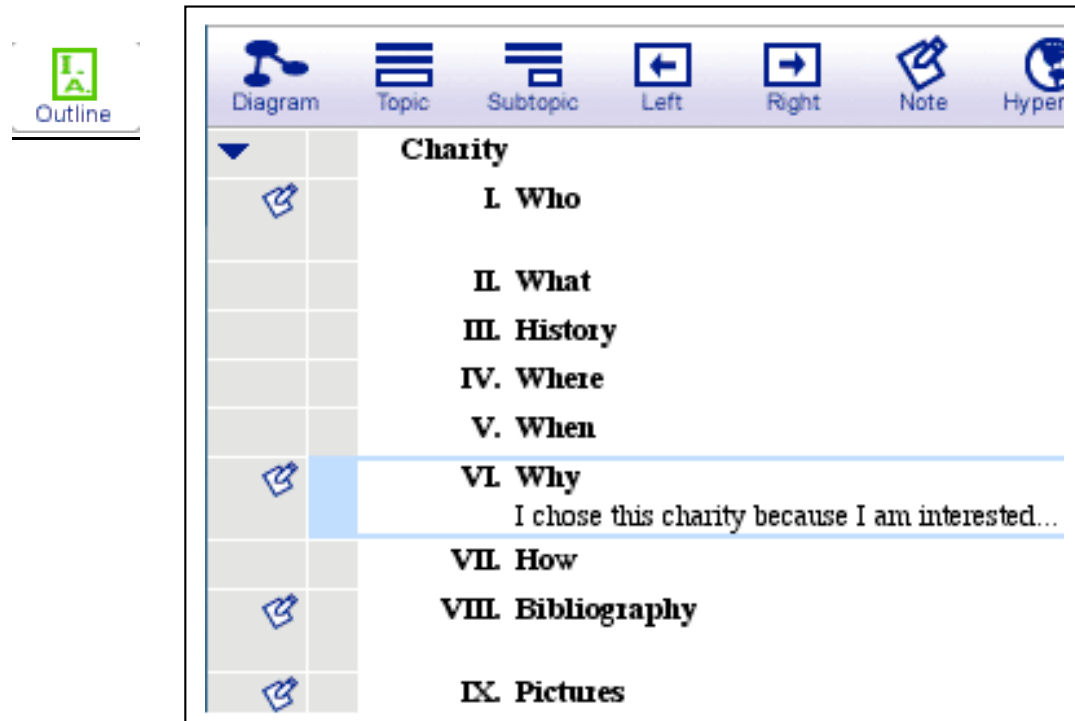 I.
A.
Outline
Diagram Topic Subtopic Left Right Note Hyper
Charity
I. Who
II. What
III. History
IV. Where
V. When
VI. Why
I chose this charity because I am interested...
VII. How
VIII. Bibliography
IX. Pictures